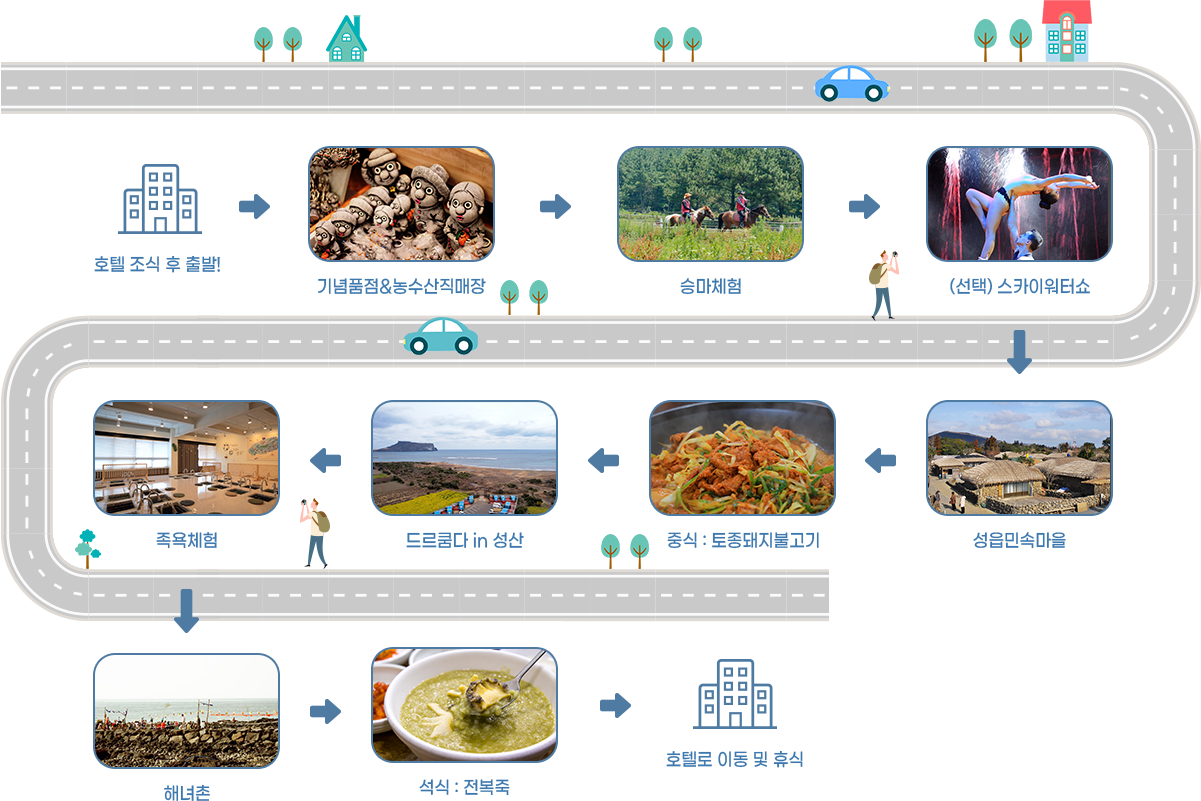 호텔 조식 후 출발!
기념품점&농수산직매장
승마체험
(선택) 스카이워터쇼
성읍민속마을
중식 : 토종돼지불고기
드르쿰다 in 성산
족욕체험
해녀촌
석식 : 전복죽
호텔로 이동 및 휴식